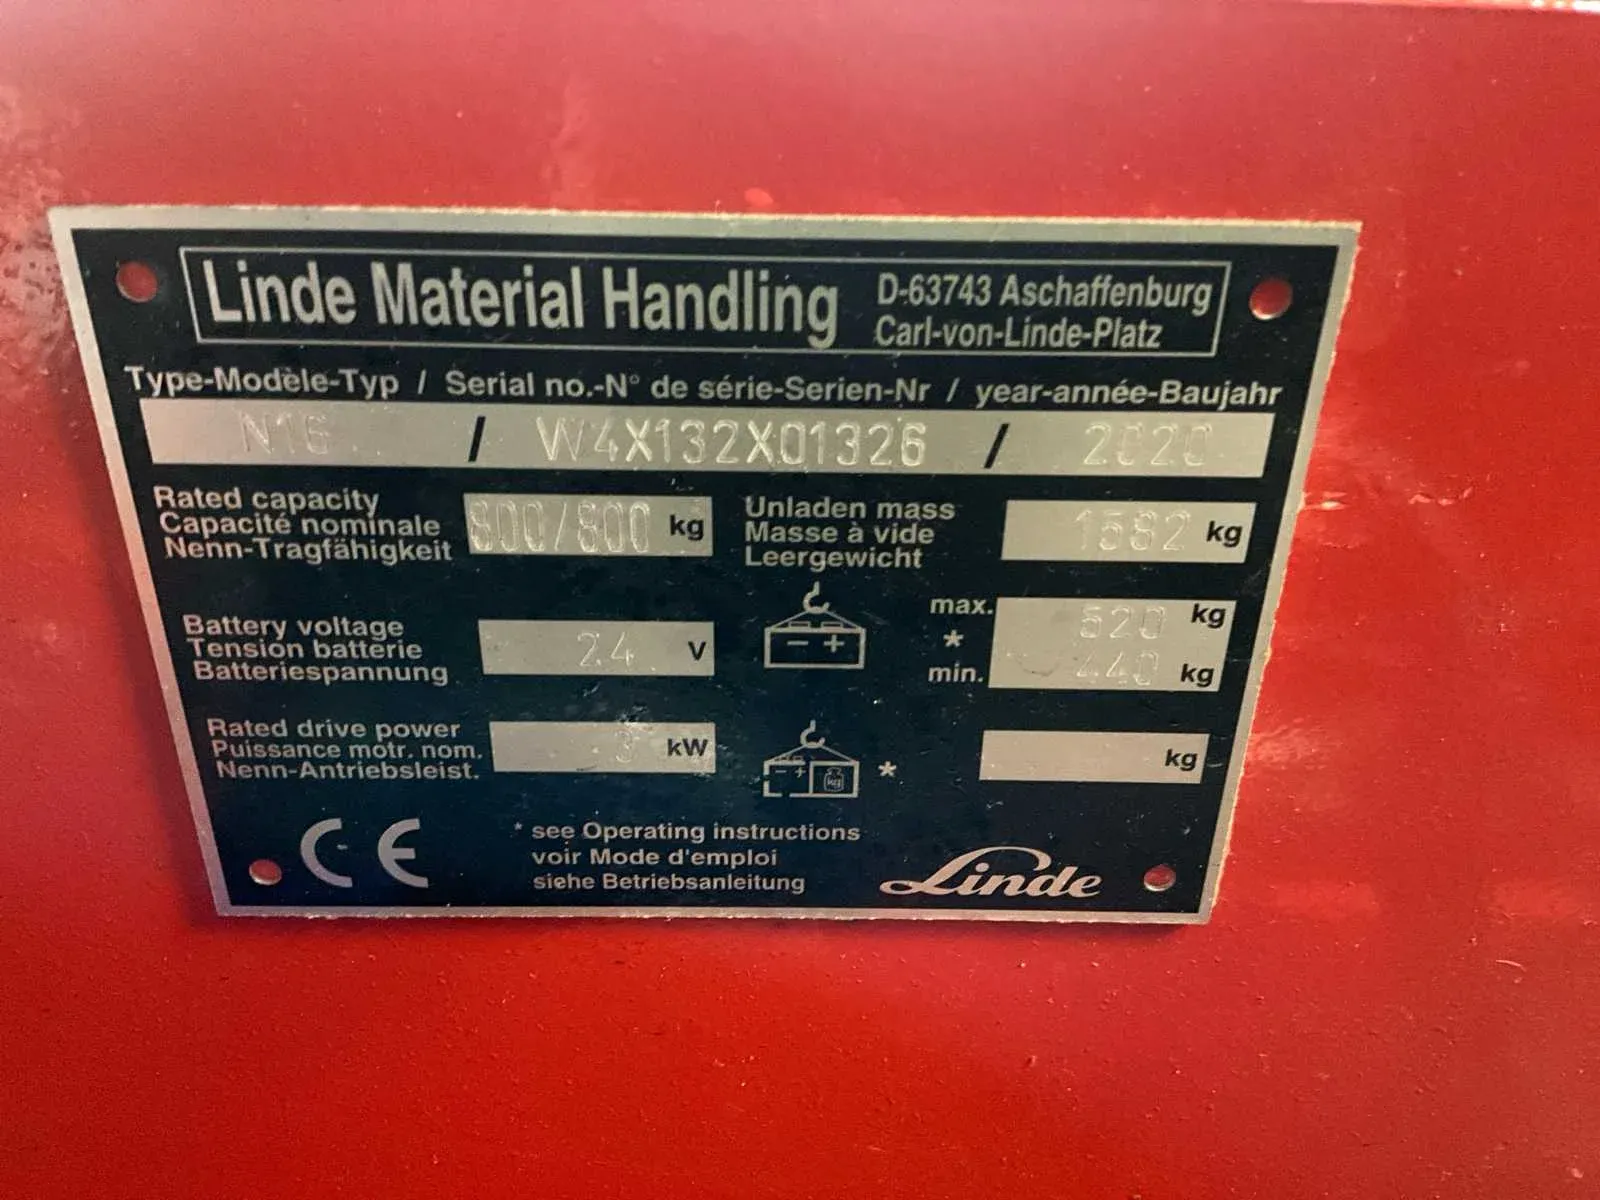 Linde Material Handling
D-63743 Aschaffenburg
Carl-von-Linde-Platz
Type-Modèle-Typ / Serial no.-N° de série-Serien-Nr / year-année-Baujahr
/ W4X132X01326 / 2020
Rated capacity
Capacité nominale
Nenn-Tragfähigkeit
kg
Unladen mass
Masse à vide
Leergewicht
1582 kg
Battery voltage
Tension batterie
Batteriespannung
24 V
max. 520 kg
*
min. 440 kg
- +
Rated drive power
Puissance motr. nom.
Nenn-Antriebsleist.
3 kW
- + kg
*
kg
CE
* see Operating instructions
voir Mode d'emploi
siehe Betriebsanleitung
Linde